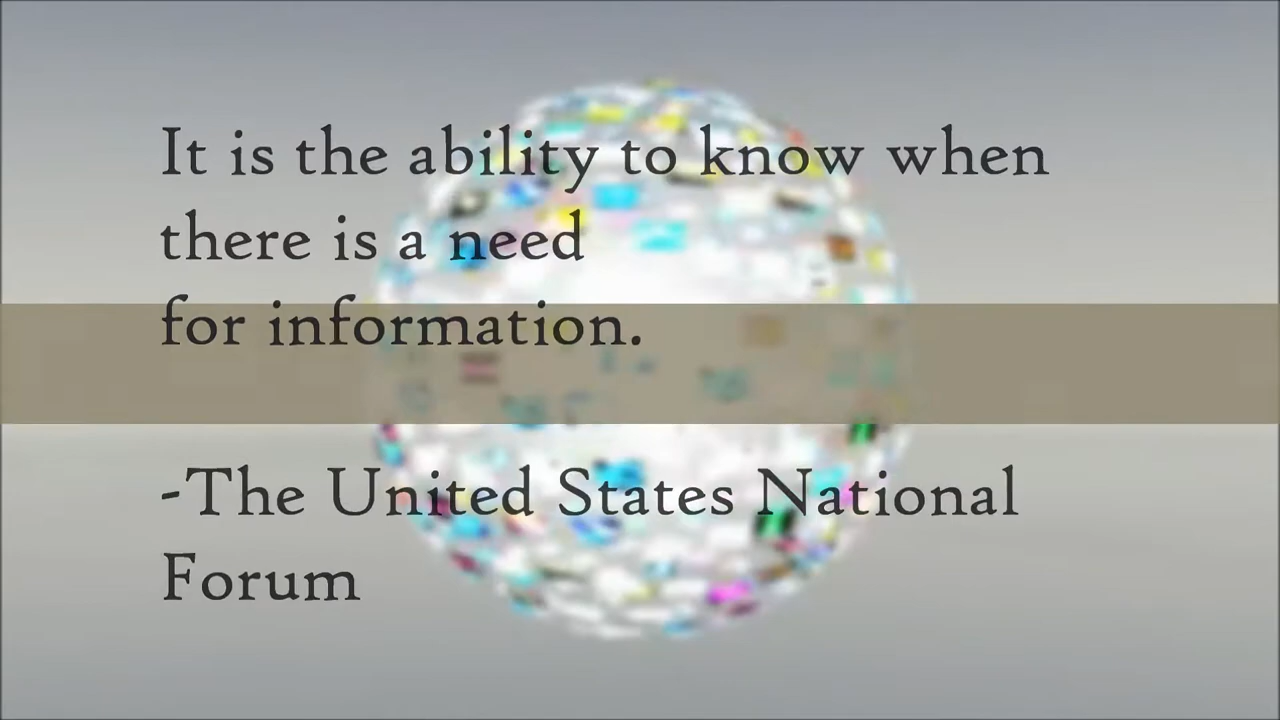 It is the ability to know when
there is a need
for information.
-The United States National
Forum